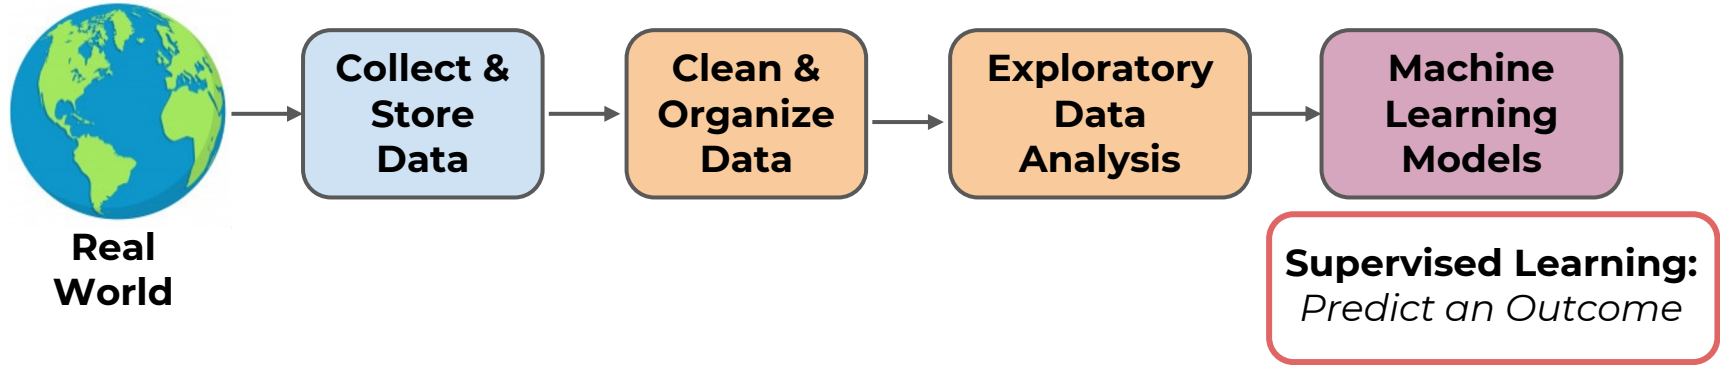 Real
World
Collect &
Store
Data
Clean &
Organize
Data
Exploratory
Data
Analysis
Machine
Learning
Models
Supervised Learning:
Predict an Outcome